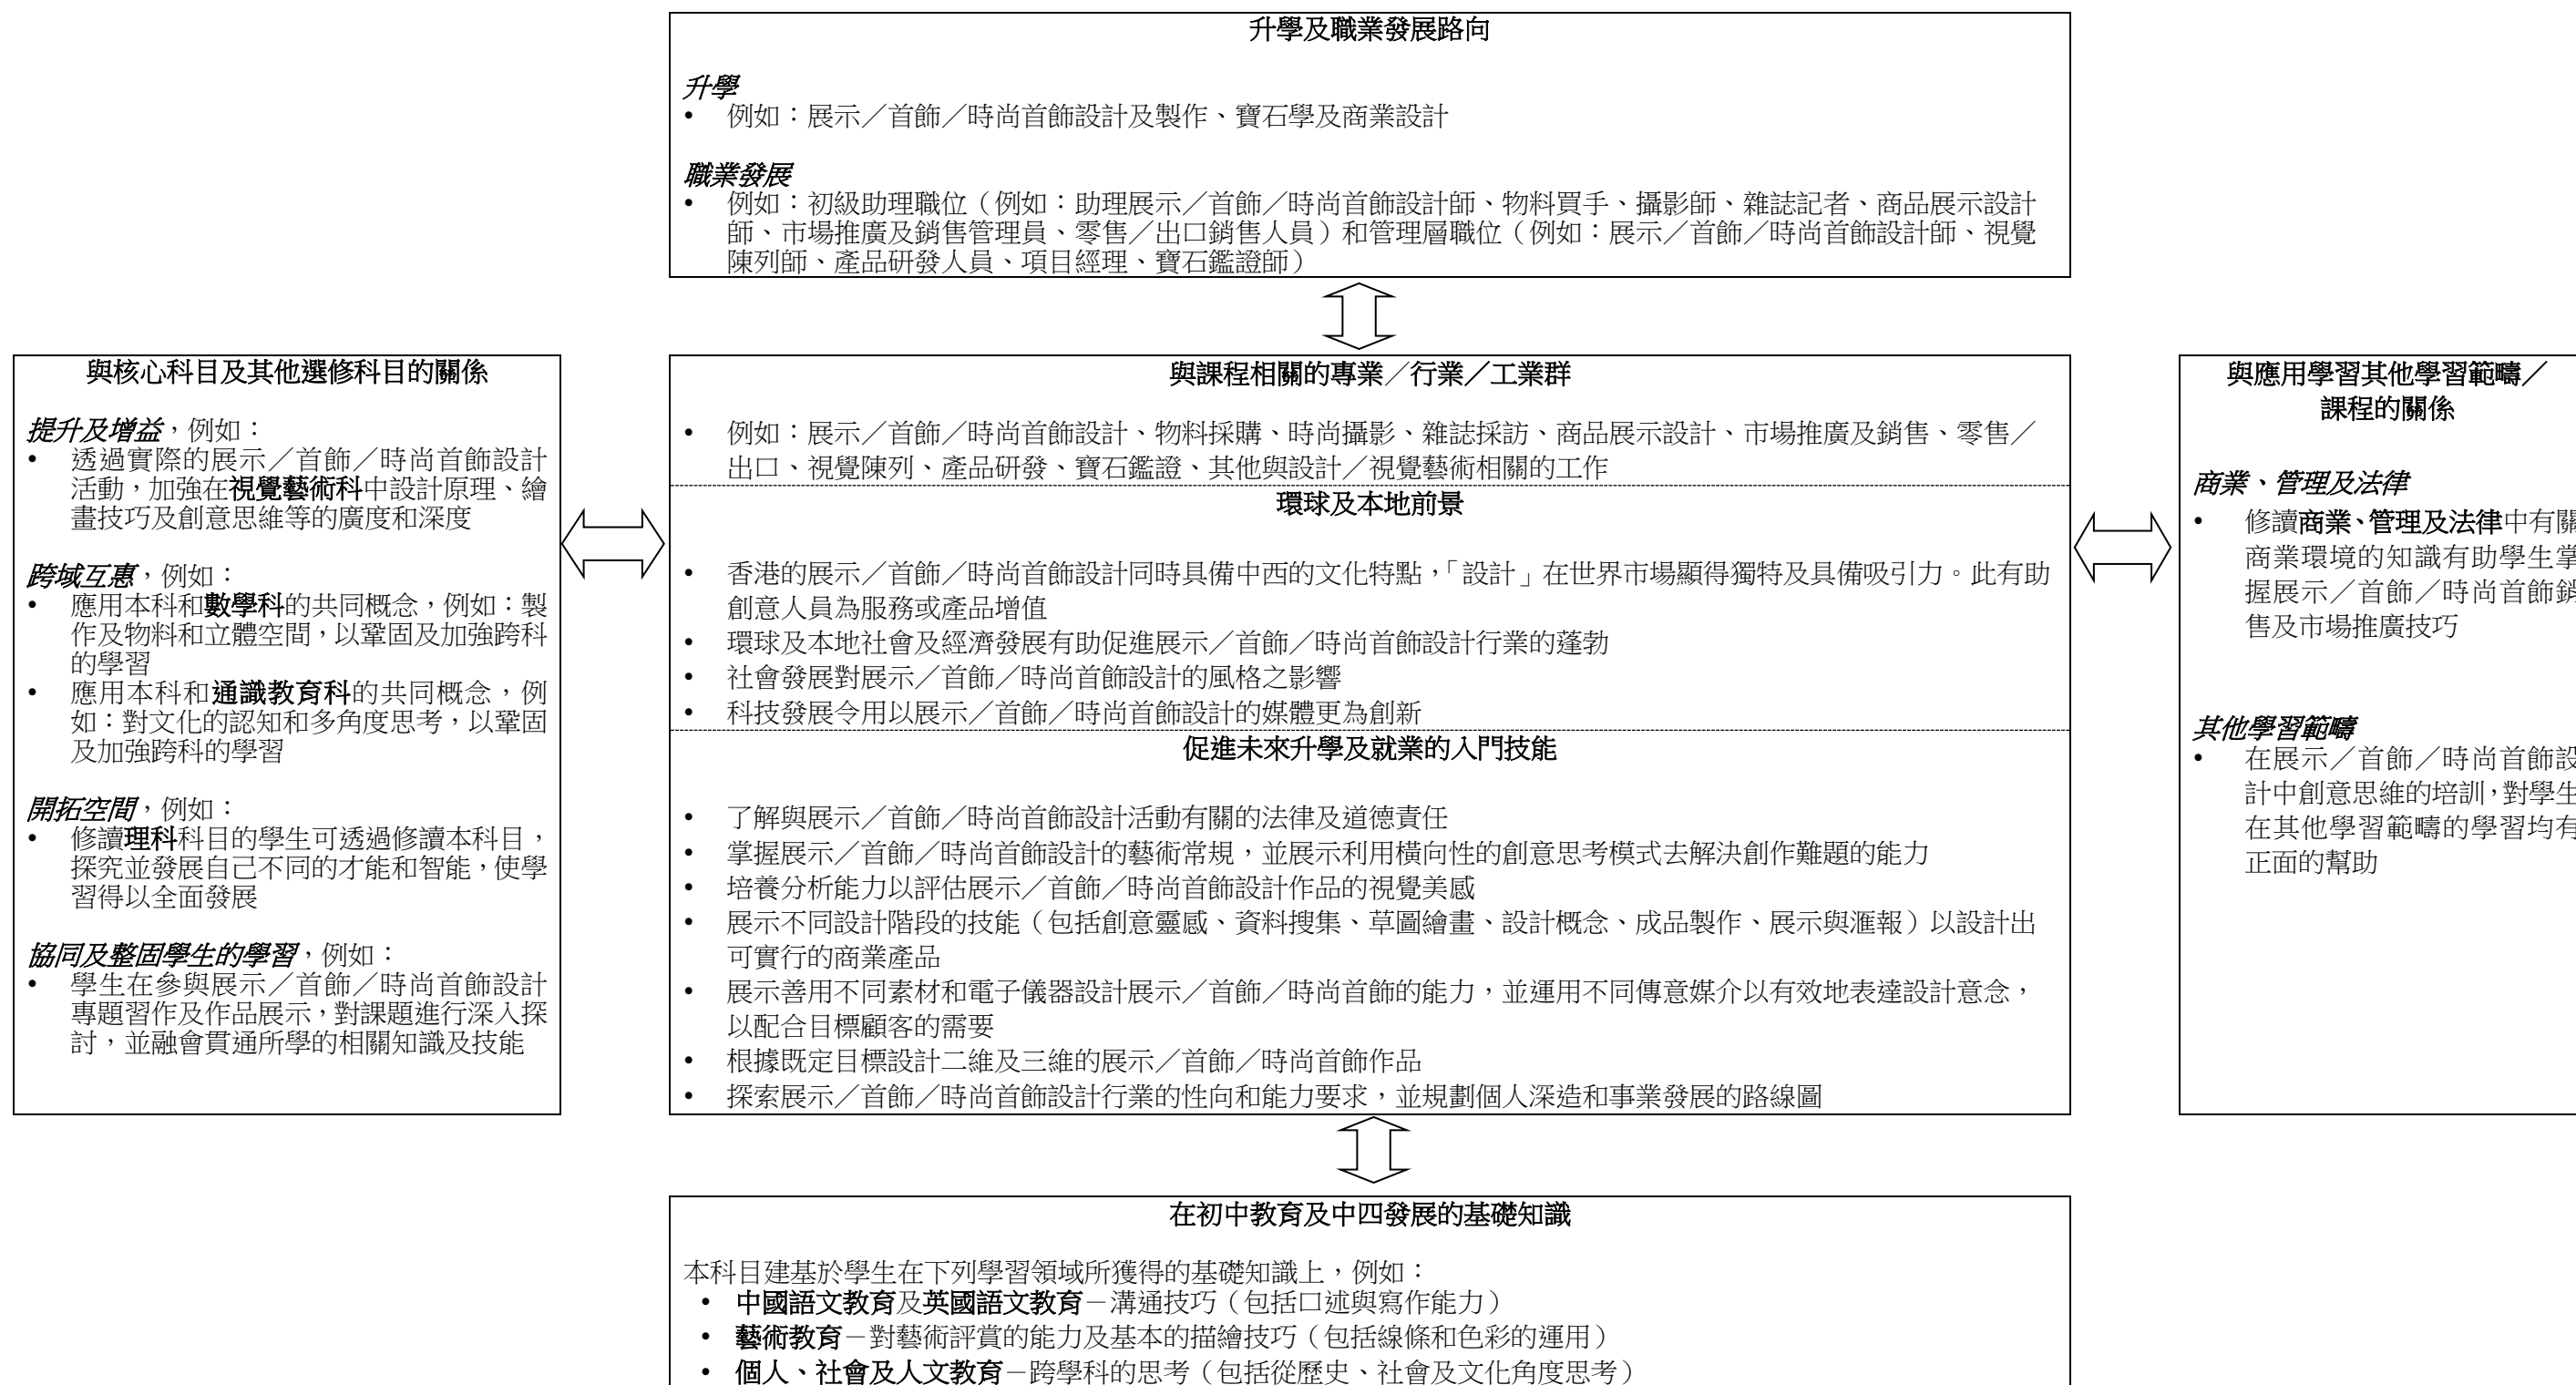 升學及職業發展路向
升學
• 例如：展示／首飾／時尚首飾設計及製作、寶石學及商業設計
職業發展
• 例如：初級助理職位（例如：助理展示／首飾／時尚首飾設計師、物料買手、攝影師、雜誌記者、商品展示設計
師、市場推廣及銷售管理員、零售／出口銷售人員）和管理層職位（例如：展示／首飾／時尚首飾設計師、視覺
陳列師、產品研發人員、項目經理、寶石鑑證師）
與核心科目及其他選修科目的關係
提升及增益，例如：
• 透過實際的展示／首飾／時尚首飾設計
活動，加強在視覺藝術科中設計原理、繪
畫技巧及創意思維等的廣度和深度
跨域互惠，例如：
• 應用本科和數學科的共同概念，例如：製
作及物料和立體空間，以鞏固及加強跨科
的學習
• 應用本科和通識教育科的共同概念，例
如：對文化的認知和多角度思考，以鞏固
及加強跨科的學習
開拓空間，例如：
• 修讀理科科目的學生可透過修讀本科目，
探究並發展自己不同的才能和智能，使學
習得以全面發展
協同及整固學生的學習，例如：
• 學生在參與展示／首飾／時尚首飾設計
專題習作及作品展示，對課題進行深入探
討，並融會貫通所學的相關知識及技能
與課程相關的專業／行業／工業群
• 例如：展示／首飾／時尚首飾設計、物料採購、時尚攝影、雜誌採訪、商品展示設計、市場推廣及銷售、零售／
出口、視覺陳列、產品研發、寶石鑑證、其他與設計／視覺藝術相關的工作
環球及本地前景
• 香港的展示／首飾／時尚首飾設計同時具備中西的文化特點，「設計」在世界市場顯得獨特及具備吸引力。此有助
創意人員為服務或產品增值
• 環球及本地社會及經濟發展有助促進展示／首飾／時尚首飾設計行業的蓬勃
• 社會發展對展示／首飾／時尚首飾設計的風格之影響
• 科技發展令用以展示／首飾／時尚首飾設計的媒體更為創新
促進未來升學及就業的入門技能
• 了解與展示／首飾／時尚首飾設計活動有關的法律及道德責任
• 掌握展示／首飾／時尚首飾設計的藝術常規，並展示利用橫向性的創意思考模式去解決創作難題的能力
• 培養分析能力以評估展示／首飾／時尚首飾設計作品的視覺美感
• 展示不同設計階段的技能（包括創意靈感、資料搜集、草圖繪畫、設計概念、成品製作、展示與滙報）以設計出
可實行的商業產品
• 展示善用不同素材和電子儀器設計展示／首飾／時尚首飾的能力，並運用不同傳意媒介以有效地表達設計意念，
以配合目標顧客的需要
• 根據既定目標設計二維及三維的展示／首飾／時尚首飾作品
• 探索展示／首飾／時尚首飾設計行業的性向和能力要求，並規劃個人深造和事業發展的路線圖
與應用學習其他學習範疇／
課程的關係
商業、管理及法律
• 修讀商業、管理及法律中有關
商業環境的知識有助學生掌
握展示／首飾／時尚首飾銷
售及市場推廣技巧
其他學習範疇
• 在展示／首飾／時尚首飾設
計中創意思維的培訓，對學生
在其他學習範疇的學習均有
正面的幫助
在初中教育及中四發展的基礎知識
本科目建基於學生在下列學習領域所獲得的基礎知識上，例如：
• 中國語文教育及英國語文教育－溝通技巧（包括口述與寫作能力）
• 藝術教育－對藝術評賞的能力及基本的描繪技巧（包括線條和色彩的運用）
• 個人、社會及人文教育－跨學科的思考（包括從歷史、社會及文化角度思考）